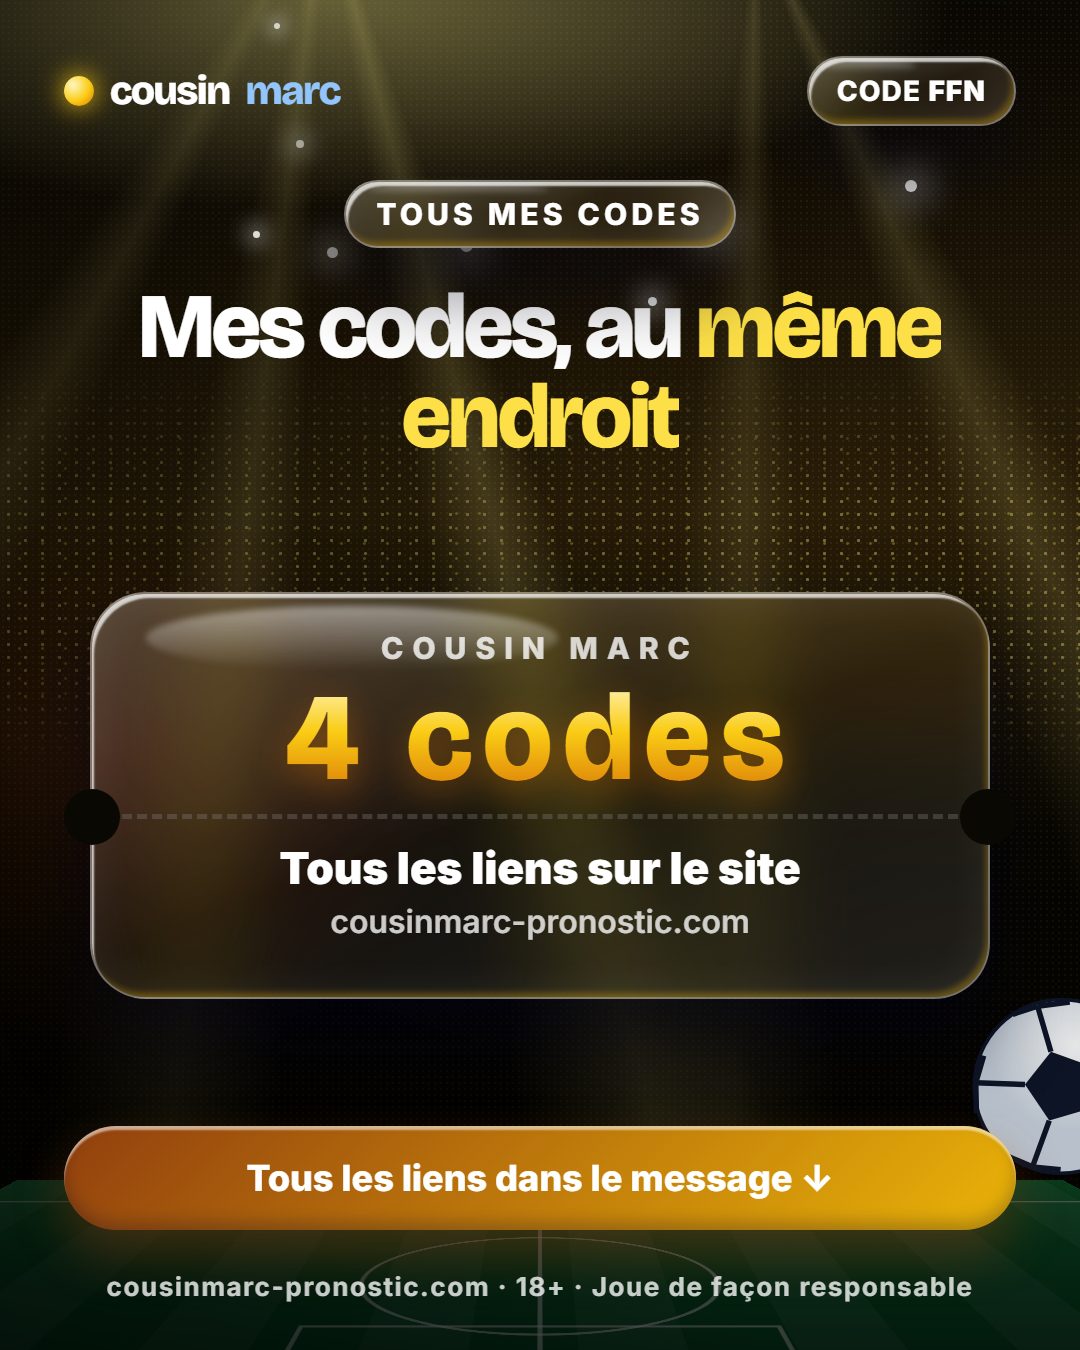 cousin marc
CODE FFN
TOUS MES CODES
Mes codes, au même
endroit
COUSIN MARC
4 codes
Tous les liens sur le site
cousinmarc-pronostic.com
Tous les liens dans le message ↓
cousinmarc-pronostic.com · 18+ · Joue de façon responsable